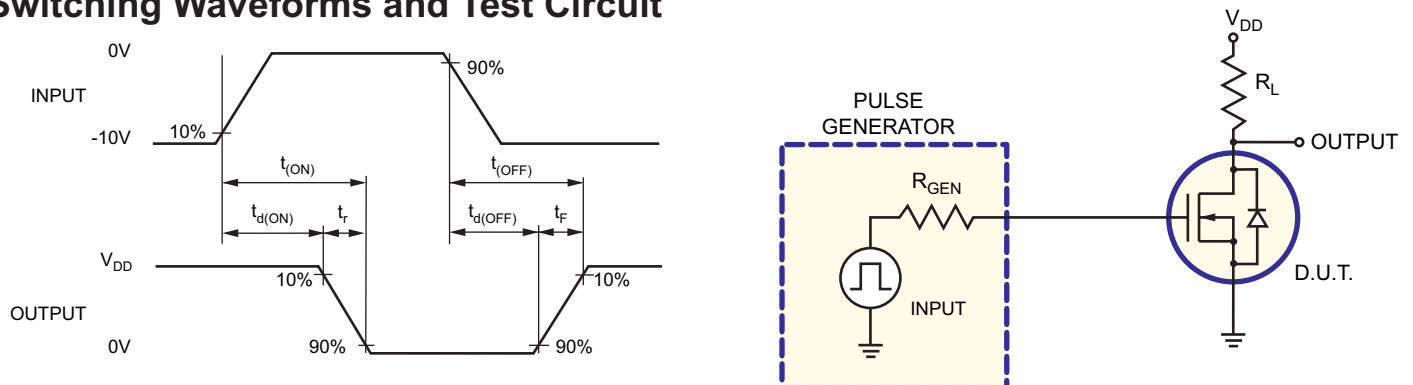 Switching Waveforms and Test Circuit
0V
INPUT
-10V
10%
90%
t(ON)
t(OFF)
td(ON)
tr
td(OFF)
tF
VDD
OUTPUT
0V
10%
90%
10%
90%
VDD
RL
OUTPUT
PULSE
GENERATOR
RGEN
INPUT
D.U.T.